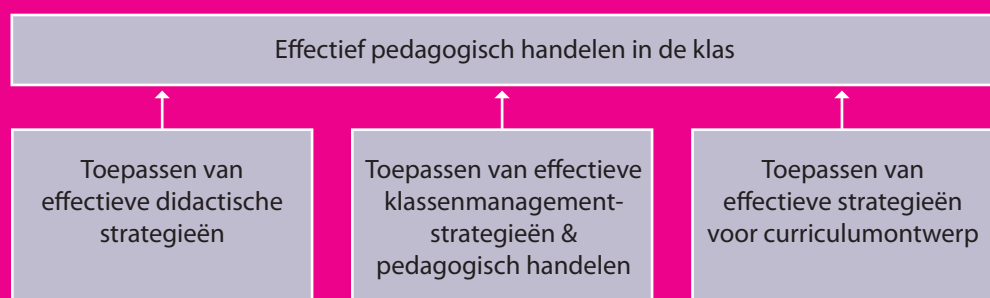 Effectief pedagogisch handelen in de klas
Toepassen van
effectieve didactische
strategieën
Toepassen van effectieve
klassenmanagement-
strategieën &
pedagogisch handelen
Toepassen van
effectieve strategieën
voor curriculumontwerp